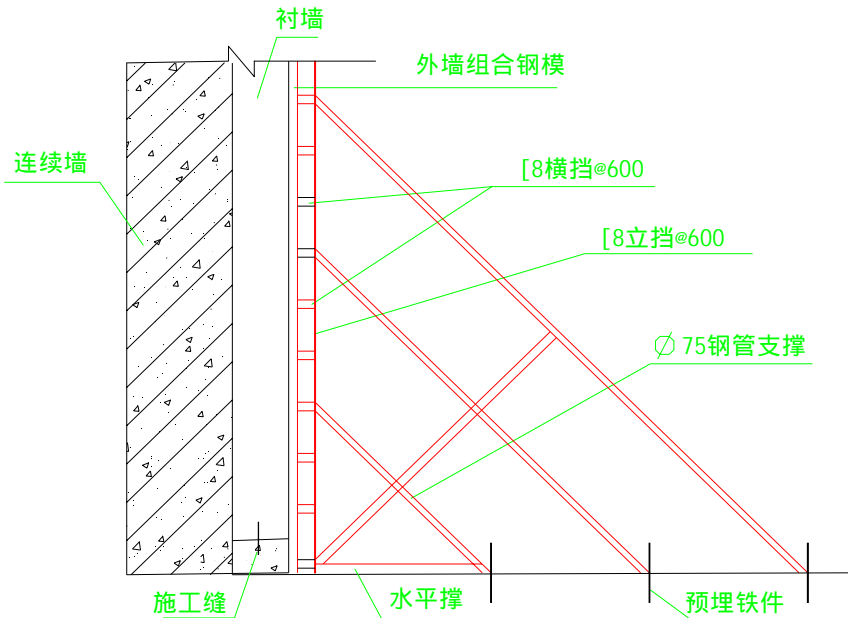 衬墙
外墙组合钢模
连续墙
[8横挡@600
[8立挡@600
∅75钢管支撑
施工缝
水平撑
预埋铁件